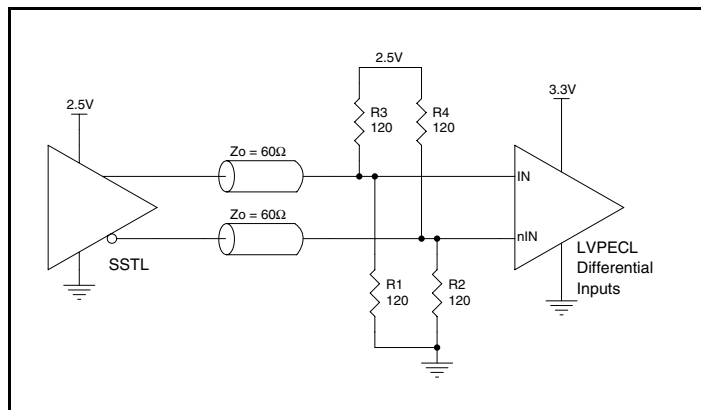 2.5V
2.5V
3.3V
R3
120
R4
120
Zo = 60Ω
IN
Zo = 60Ω
nIN
SSTL
LVPECL
Differential
Inputs
R1
120
R2
120